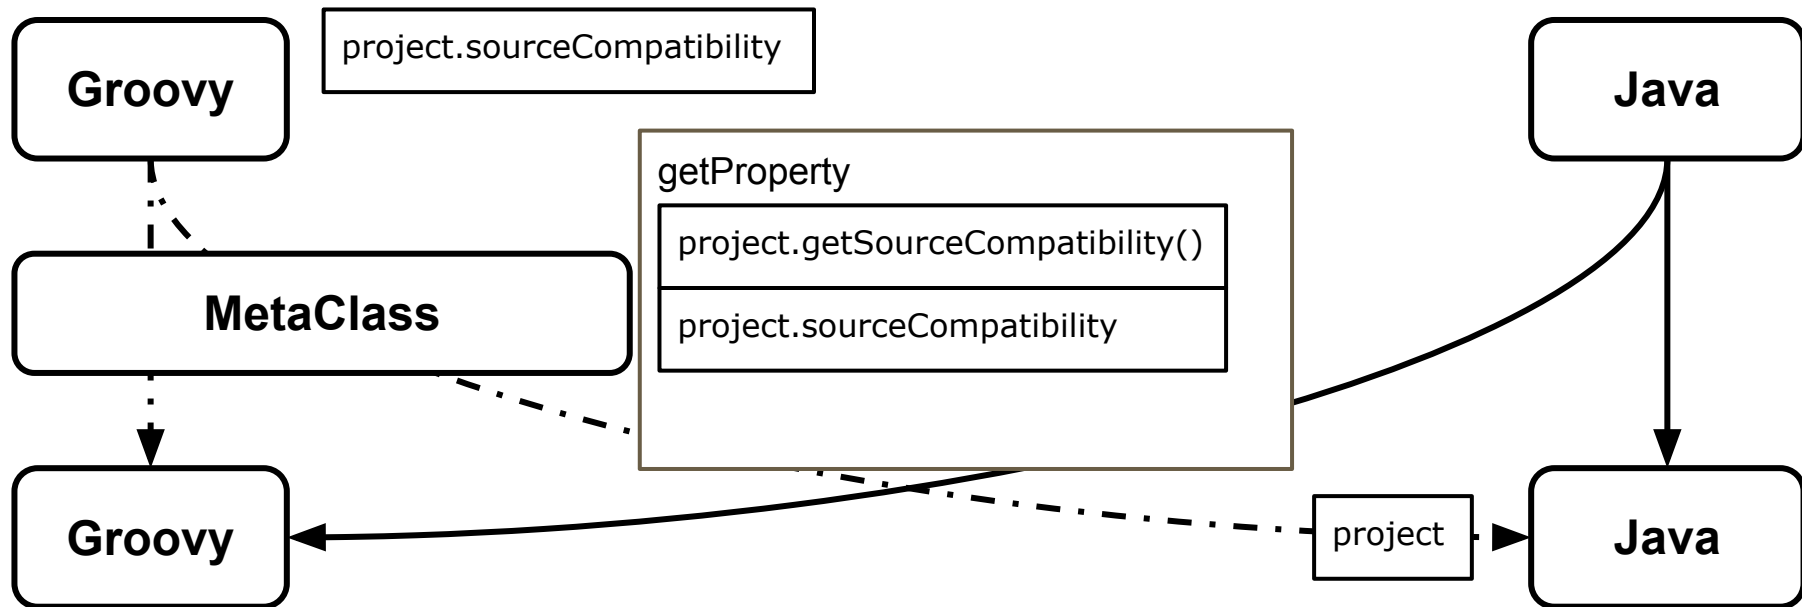 Groovy
project.sourceCompatibility
Java
getProperty
project.getSourceCompatibility()
MetaClass
project.sourceCompatibility
Groovy
project
Java